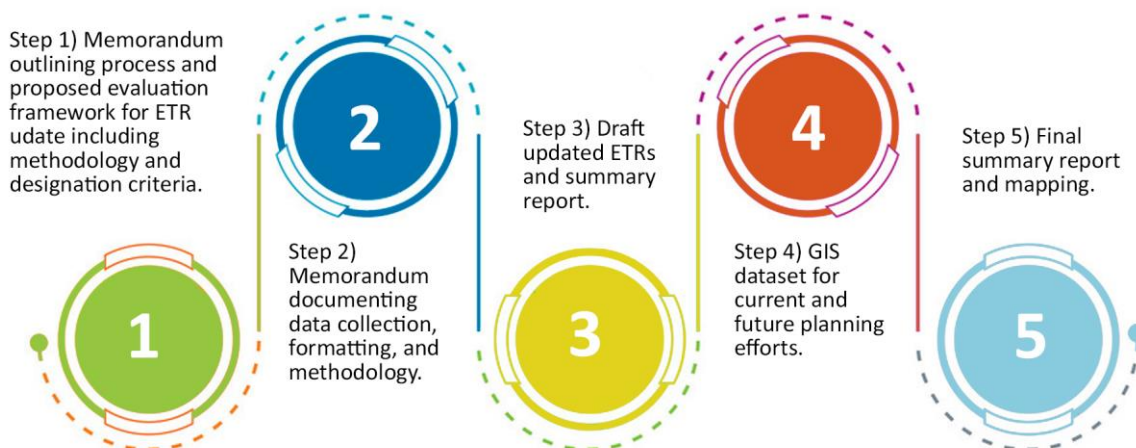 Step 1) Memorandum
outlining process and
proposed evaluation
framework for ETR
udate including
methodology and
designation criteria.
1
2
Step 2)
Memorandum
documenting
data collection,
formatting, and
methodology.
Step 3) Draft
updated ETRs
and summary
report.
3
4
Step 4) GIS
dataset for
current and
future planning
efforts.
Step 5) Final
summary report
and mapping.
5